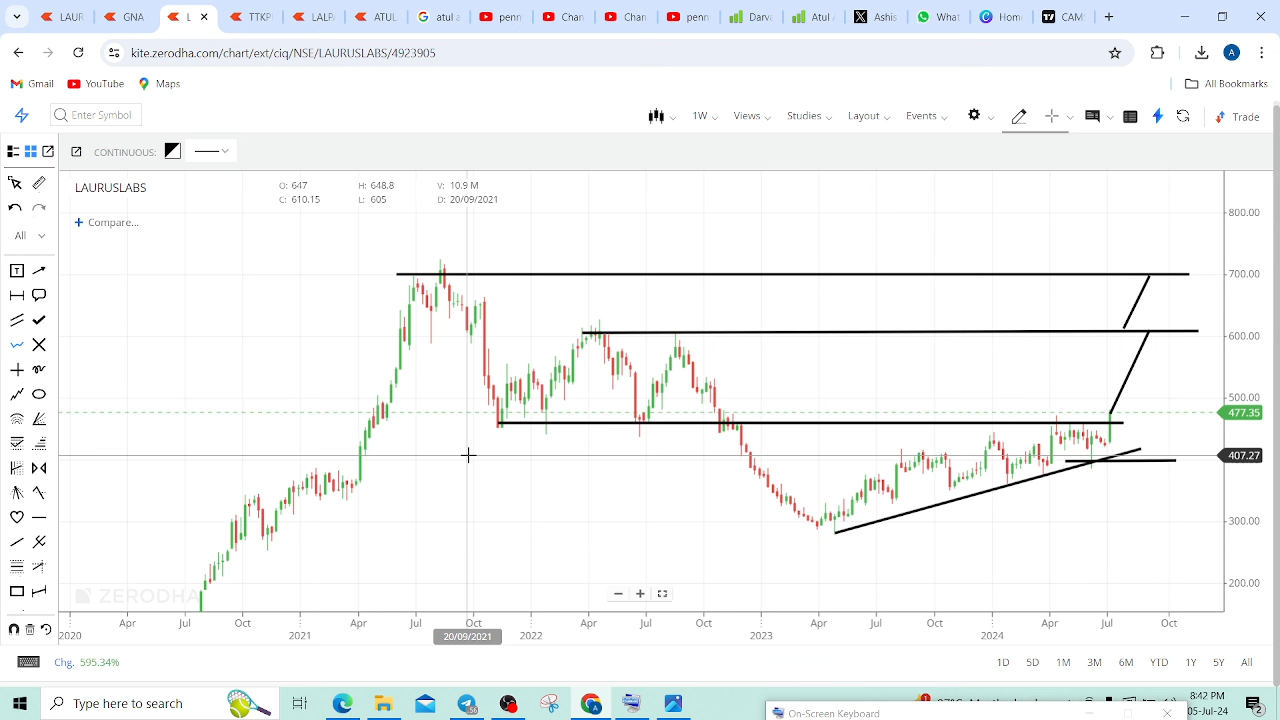 L
GNA
L
TTKPI
LAUR
ATUL
atul a
penn
Chan
Chan
penn
Darv
Atul
Ashis
What
Hom
CAM
kite.zerodha.com/chart/ext/ciq/NSE/LAURUSLABS/4923905
Gmail
YouTube
Maps
All Bookmarks
Enter Symbol
1W
Views
Studies
Layout
Events
Trade
CONTINUOUS:
LAURUSLABS
O: 647
H: 648.8
V: 10.9 M
C: 610.15
L: 605
D: 20/09/2021
+ Compare...
All
800.00
700.00
600.00
500.00
477.35
407.27
300.00
200.00
ZERODHA
2020
Apr
Jul
Oct
2021
Apr
Jul
Oct
20/09/2021
2022
Apr
Jul
Oct
2023
Apr
Jul
Oct
2024
Apr
Jul
Oct
Chg. 595.34%
1D
5D
1M
3M
6M
YTD
1Y
5Y
All
Type here to search
On-Screen Keyboard
8:42 PM
05-Jul-24